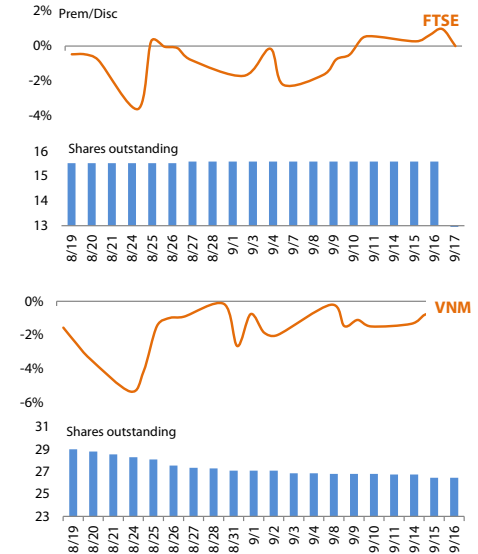 2% Prem/Disc
FTSE
0%
-2%
-4%
16 Shares outstanding
15
14
13
8/19 8/20 8/21 8/24 8/25 8/26 8/27 8/28 9/1 9/3 9/4 9/7 9/8 9/9 9/10 9/11 9/14 9/15 9/16 9/17
0%
VNM
-2%
-4%
-6%
31
Shares outstanding
29
27
25
23
8/19 8/20 8/21 8/24 8/25 8/26 8/27 8/28 8/31 9/1 9/2 9/3 9/4 9/8 9/9 9/10 9/11 9/14 9/15 9/16